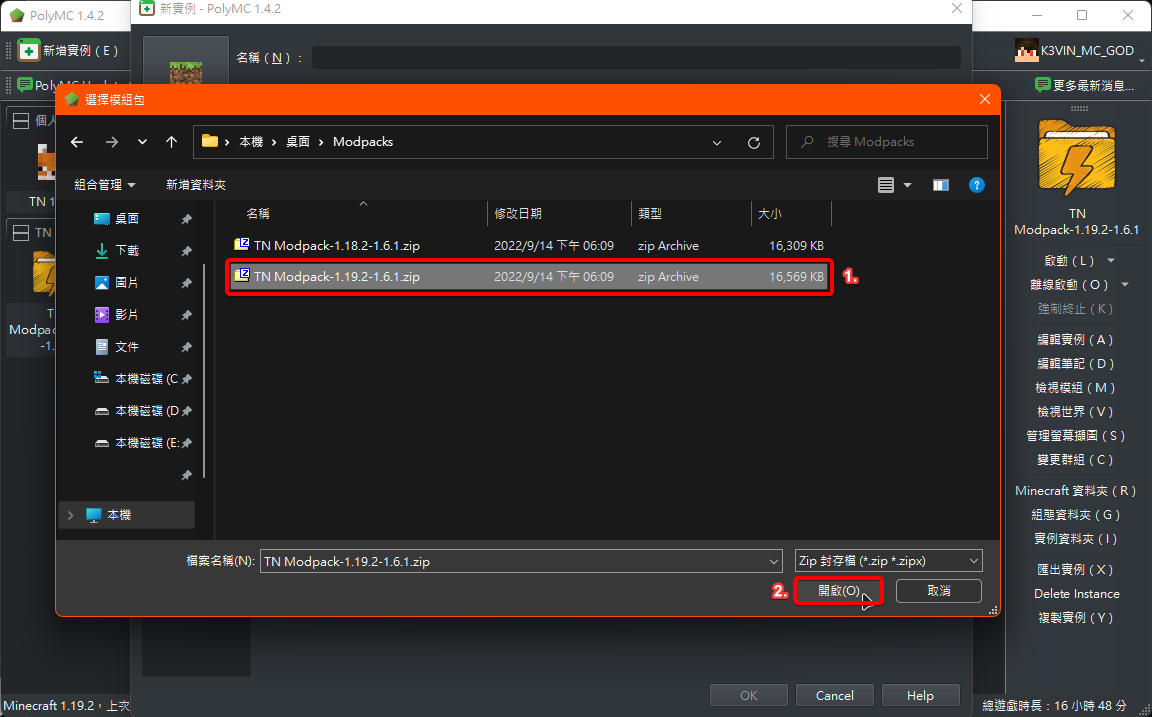 PolyMC 1.4.2
新實例 - PolyMC 1.4.2
新增實例 ( E )
名稱 ( N ) :
K3VIN_MC_GOD
更多最新消息...
選擇模組包
本機 › 桌面 › Modpacks
搜尋 Modpacks
組合管理
新增資料夾
桌面
下載
圖片
影片
文件
本機磁碟 (C
本機磁碟 (D
本機磁碟 (E:
本機
名稱
修改日期
類型
大小
TN Modpack-1.18.2-1.6.1.zip
2022/9/14 下午 06:09
zip Archive
16,309 KB
TN Modpack-1.19.2-1.6.1.zip
2022/9/14 下午 06:09
zip Archive
16,569 KB
1.
檔案名稱(N):
TN Modpack-1.19.2-1.6.1.zip
Zip 封存檔 (*.zip *.zipx)
2.
開啟(O)
取消
OK
Cancel
Help
TN 1
TN
Modpac
-1.
TN
Modpack-1.19.2-1.6.1
啟動 ( L )
離線啟動 ( O )
強制終止 ( K )
編輯實例 ( A )
編輯筆記 ( D )
檢視模組 ( M )
檢視世界 ( V )
管理螢幕擷圖 ( S )
變更群組 ( C )
Minecraft 資料夾 ( R )
組態資料夾 ( G )
實例資料夾 ( I )
匯出實例 ( X )
Delete Instance
複製實例 ( Y )
Minecraft 1.19.2，上次
總遊戲時長：16 小時 48 分